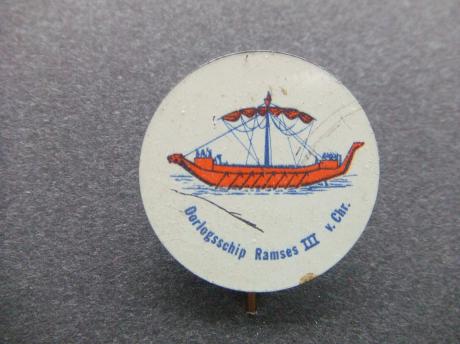 Oorlogsschip Ramses III v. Chr.